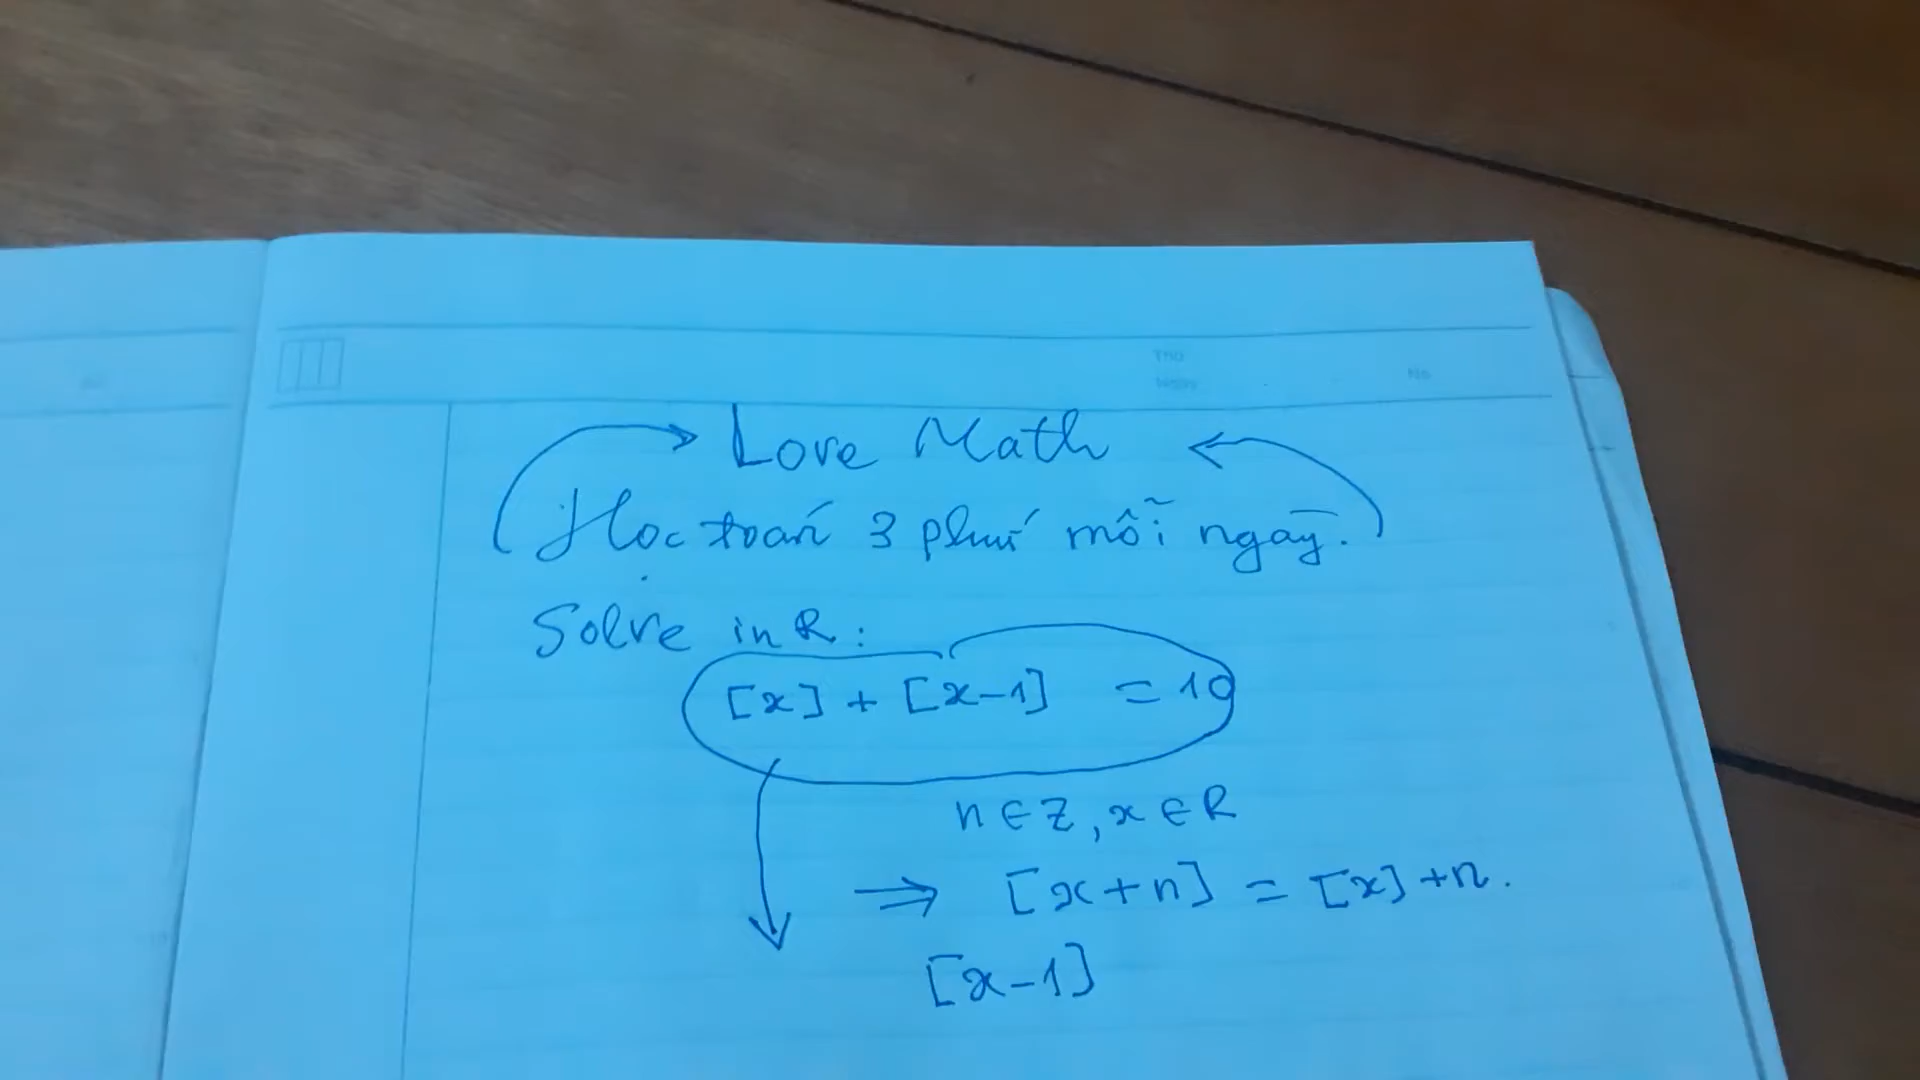 Love Math
Học toán 3 phút mỗi ngày.
Solve in R:
[x] + [x-1] = 10
n ∈ Z, x ∈ R
⇒ [x+n] = [x]+n.
[x-1]